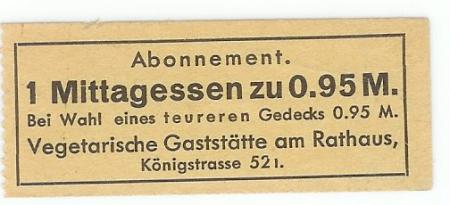 Abonnement.
1 Mittagessen zu 0.95 M.
Bei Wahl eines teureren Gedecks 0.95 M.
Vegetarische Gaststätte am Rathaus,
Königstrasse 52 I.